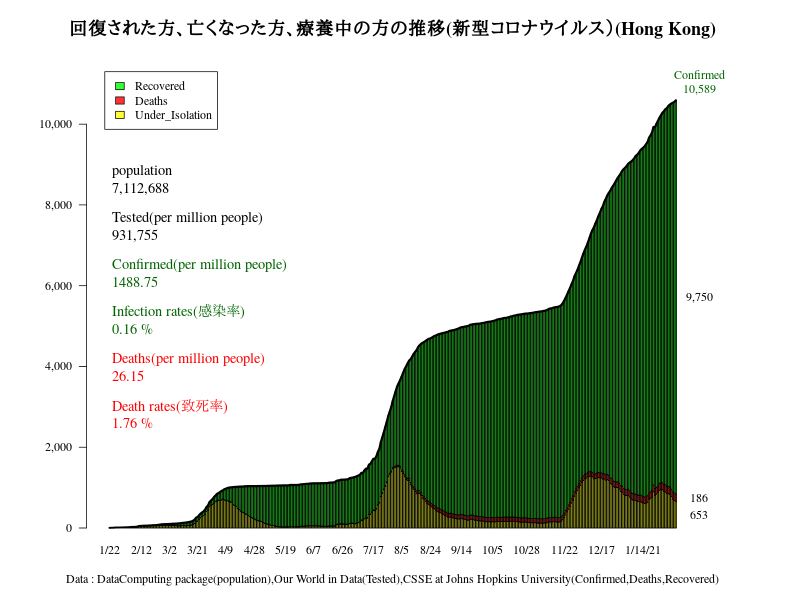 回復された方、亡くなった方、療養中の方の推移(新型コロナウイルス）(Hong Kong)
Confirmed
10,589
Recovered
Deaths
Under_Isolation
10,000
8,000
6,000
4,000
2,000
0
population
7,112,688
Tested(per million people)
931,755
Confirmed(per million people)
1488.75
Infection rates(感染率)
0.16 %
Deaths(per million people)
26.15
Death rates(致死率)
1.76 %
9,750
186
653
1/22 2/12 3/2 3/21 4/9 4/28 5/19 6/7 6/26 7/17 8/5 8/24 9/14 10/5 10/28 11/22 12/17 1/14/21
Data : DataComputing package(population),Our World in Data(Tested),CSSE at Johns Hopkins University(Confirmed,Deaths,Recovered)